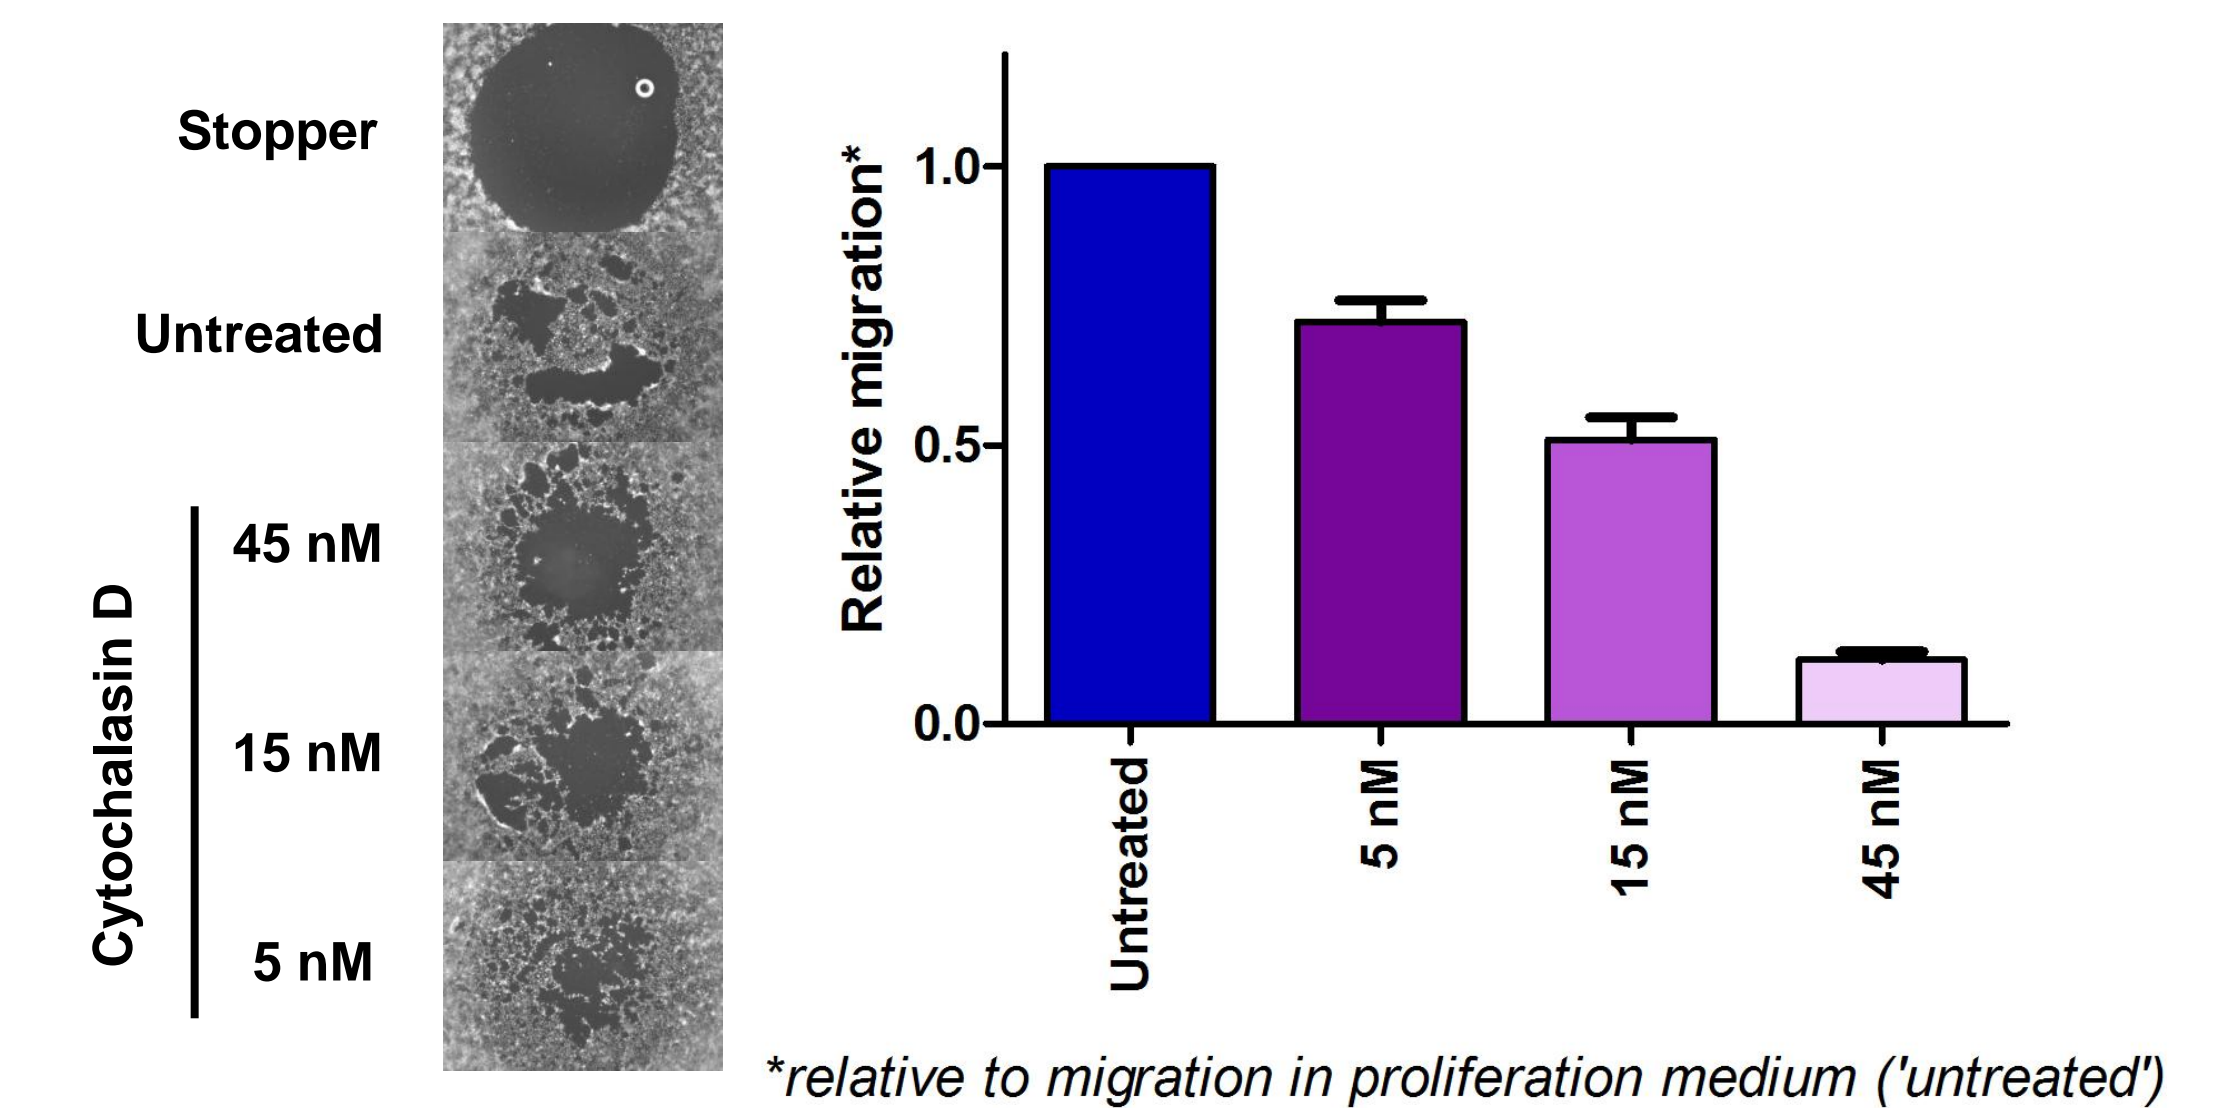 Stopper
Untreated
Cytochalasin D
45 nM
15 nM
5 nM
Relative migration*
1.0
0.5
0.0
Untreated
5 nM
15 nM
45 nM
*relative to migration in proliferation medium ('untreated')